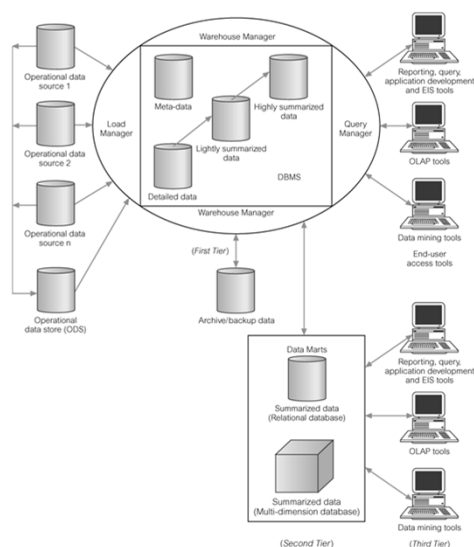 Warehouse Manager
Operational data
source 1
Operational data
source 2
Operational data
source n
Operational
data store (ODS)
Load
Manager
Meta-data
Highly summarized
data
Lightly summarized
data
Detailed data
DBMS
Query
Manager
Warehouse Manager
Reporting, query,
application development
and EIS tools
OLAP tools
Data mining tools
End-user
access tools
(First Tier)
Archive/backup data
Data Marts
Summarized data
(Relational database)
Summarized data
(Multi-dimension database)
Reporting, query,
application development
and EIS tools
OLAP tools
Data mining tools
(Second Tier)
(Third Tier)